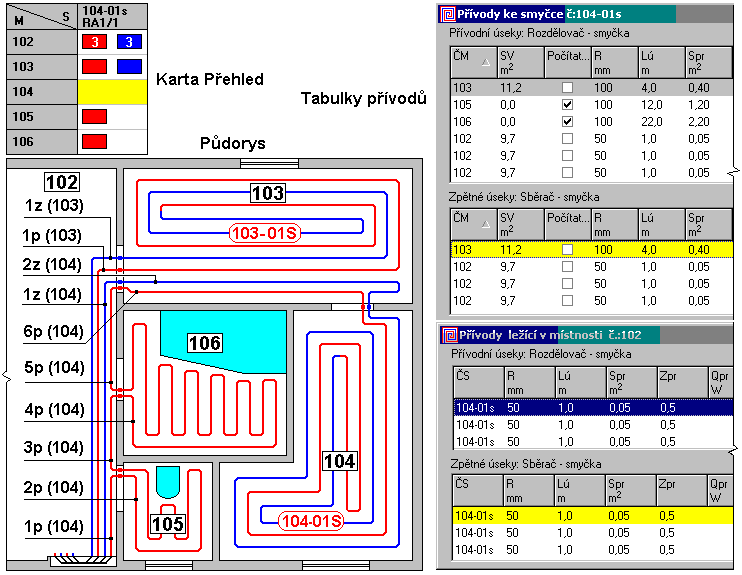 M S 104-01s RA1/1
102 3 3
103
104
105
106
Karta Přehled
Tabulky přívodů
Půdorys
102
1z (103)
1p (103)
2z (104)
1z (104)
6p (104)
5p (104)
4p (104)
3p (104)
2p (104)
1p (104)
103
103-01S
106
104
104-01S
105
Přívody ke smyčce č:104-01s
Přívodní úseky: Rozdělovač - smyčka
ČM SV m2 Počítat... R mm Lú m Spr m2
103 11,2 100 4,0 0,40
105 0,0 100 12,0 1,20
106 0,0 100 22,0 2,20
102 9,7 50 1,0 0,05
102 9,7 50 1,0 0,05
102 9,7 50 1,0 0,05
Zpětné úseky: Sběrač - smyčka
ČM SV m2 Počítat... R mm Lú m Spr m2
103 11,2 100 4,0 0,40
102 9,7 50 1,0 0,05
102 9,7 50 1,0 0,05
102 9,7 50 1,0 0,05
Přívody ležící v místnosti č.:102
Přívodní úseky: Rozdělovač - smyčka
ČS R mm Lú m Spr m2 Zpr Qpr W
104-01s 50 1,0 0,05 0,5
104-01s 50 1,0 0,05 0,5
104-01s 50 1,0 0,05 0,5
Zpětné úseky: Sběrač - smyčka
ČS R mm Lú m Spr m2 Zpr Qpr W
104-01s 50 1,0 0,05 0,5
104-01s 50 1,0 0,05 0,5
104-01s 50 1,0 0,05 0,5